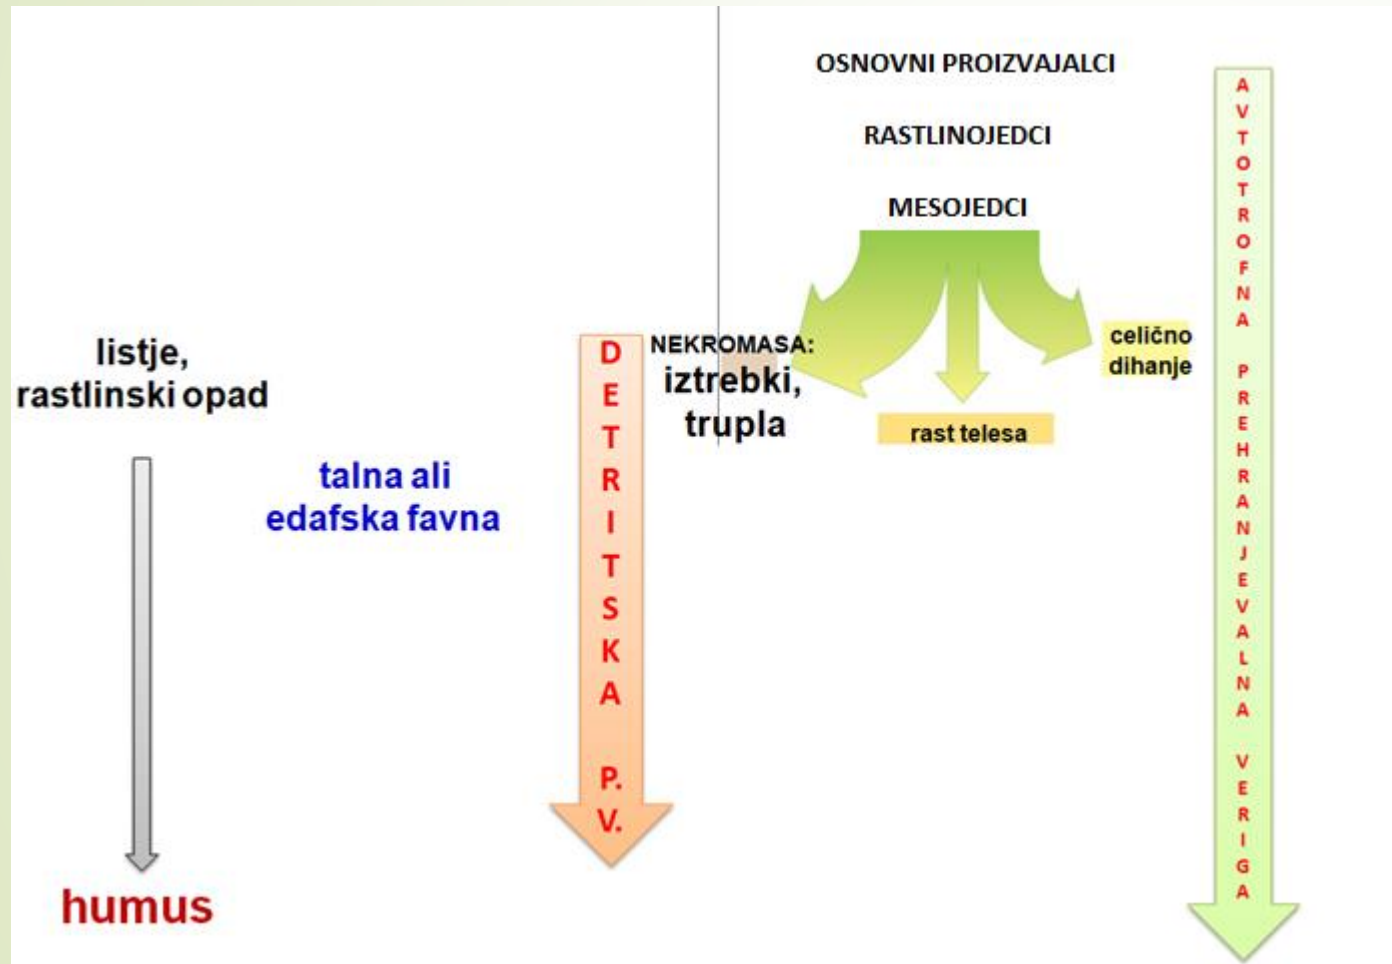 OSNOVNI PROIZVAJALCI
RASTLINOJEDCI
MESOJEDCI
AVTOTROFNA PREHRANJEVALNA VERIGA
celično
dihanje
rast telesa
NEKROMASA:
iztrebki,
trupla
DETRITSKA P. V.
listje,
rastlinski opad
talna ali
edafska favna
humus